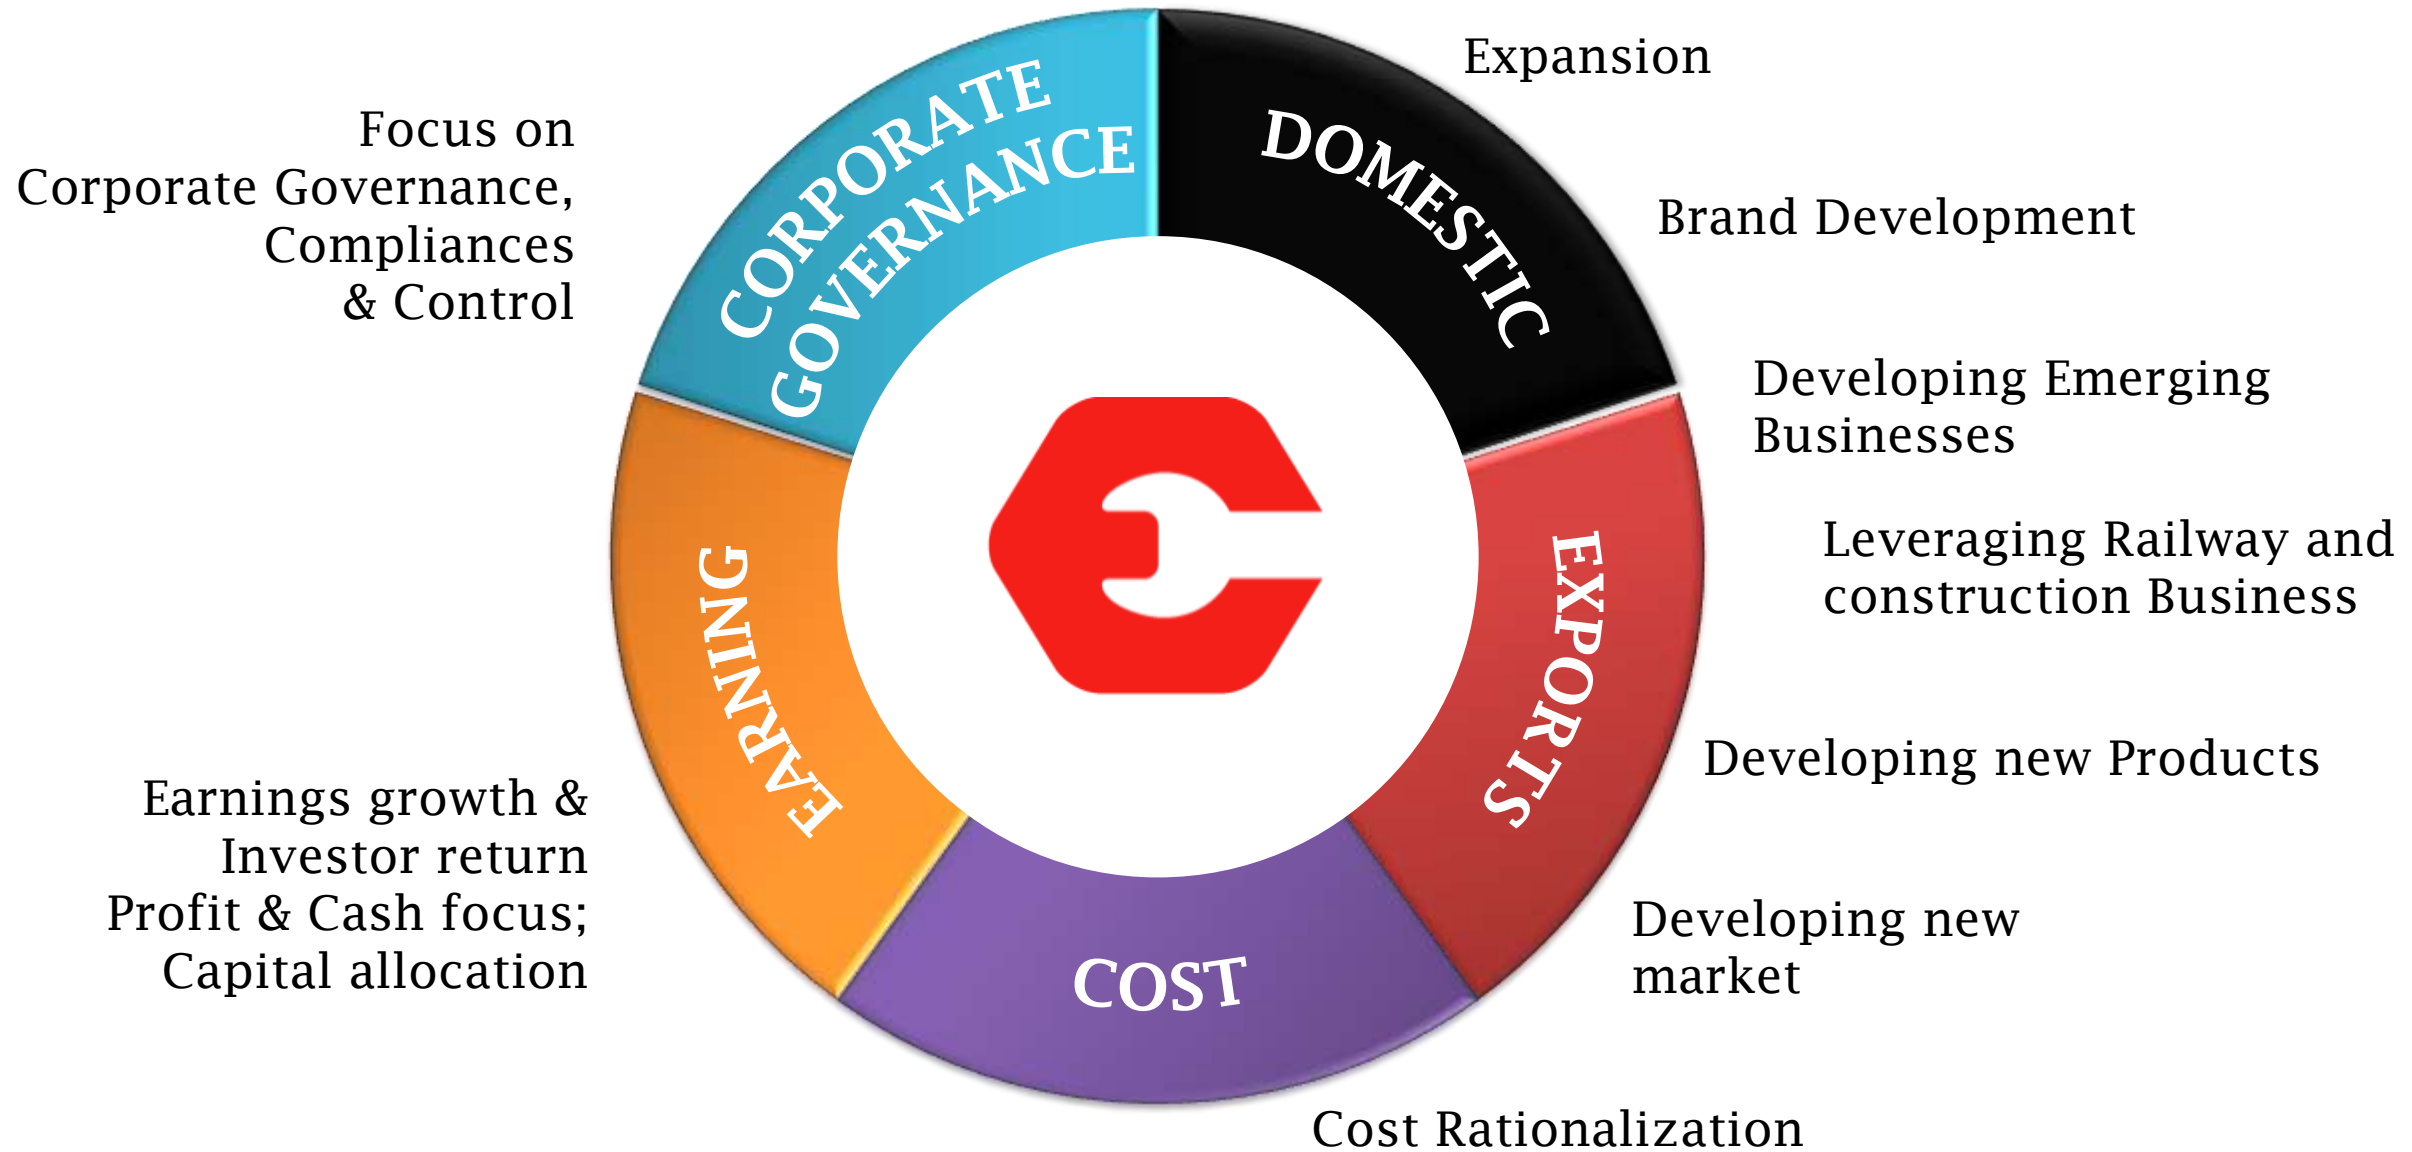 CORPORATE
GOVERNANCE
DOMESTIC
EXPORTS
COST
EARNING
Expansion
Brand Development
Developing Emerging
Businesses
Leveraging Railway and
construction Business
Developing new Products
Developing new
market
Cost Rationalization
Earnings growth &
Investor return
Profit & Cash focus;
Capital allocation
Focus on
Corporate Governance,
Compliances
& Control